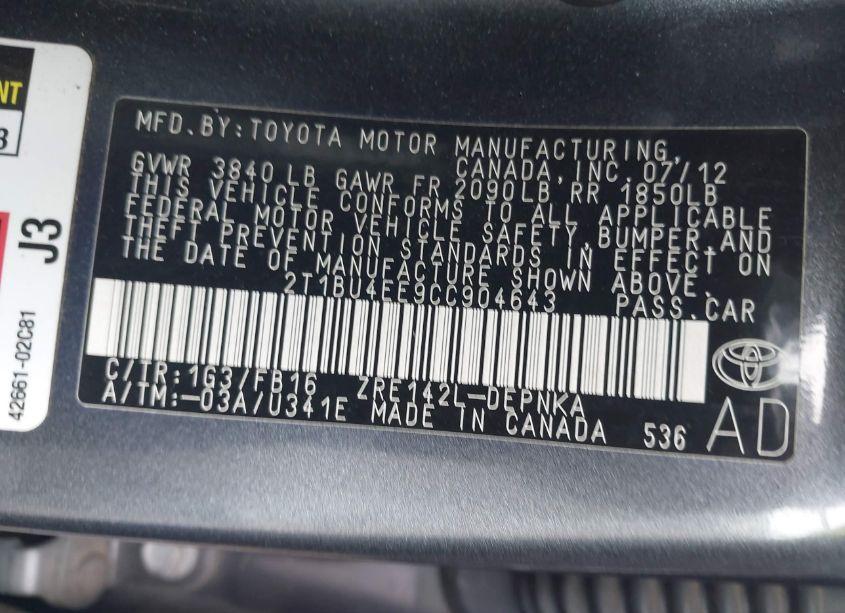 NT
3
J3
42661-02C81
MFD.BY:TOYOTA MOTOR MANUFACTURING,
CANADA,INC.07/12
GVWR 3840LB GAWR FR 2090LB RR 1850LB
THIS VEHICLE CONFORMS TO ALL APPLICABLE
FEDERAL MOTOR VEHICLE SAFETY,BUMPER,AND
THEFT PREVENTION STANDARDS IN EFFECT ON
THE DATE OF MANUFACTURE SHOWN ABOVE.
2T1BU4EE9CC904643 PASS.CAR
C/TR:1G3/FB16 ZRE142L-DEPNKA
A/TM:-03A/U341E MADE IN CANADA 536
AD